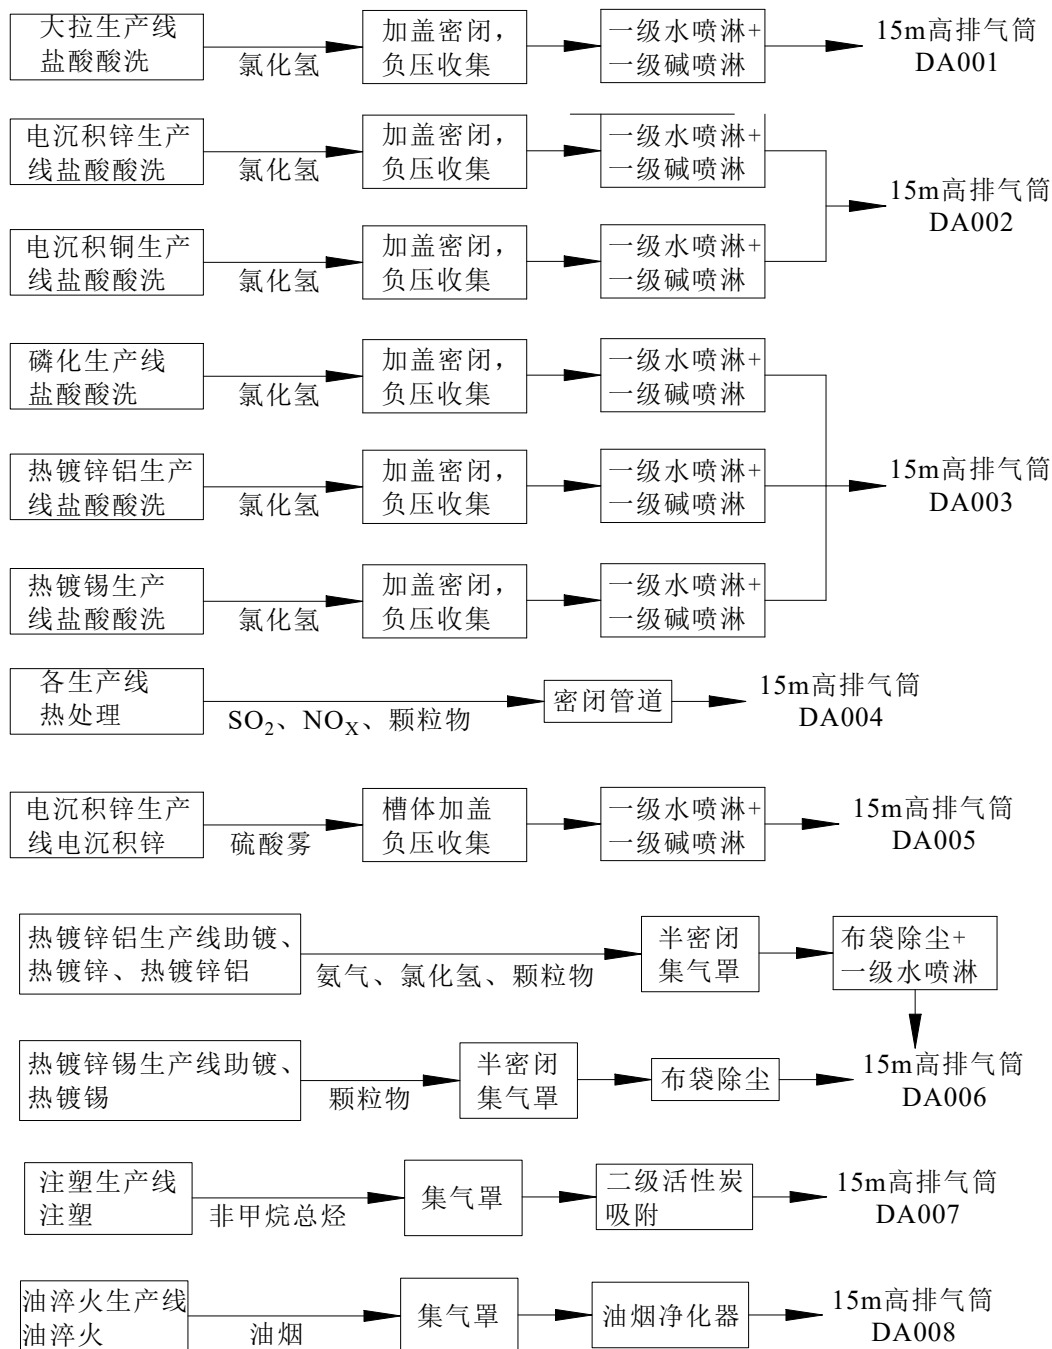 大拉生产线
盐酸酸洗
氯化氢
加盖密闭，
负压收集
一级水喷淋+
一级碱喷淋
15m高排气筒
DA001
电沉积锌生产
线盐酸酸洗
氯化氢
加盖密闭，
负压收集
一级水喷淋+
一级碱喷淋
15m高排气筒
DA002
电沉积铜生产
线盐酸酸洗
氯化氢
加盖密闭，
负压收集
一级水喷淋+
一级碱喷淋
磷化生产线
盐酸酸洗
氯化氢
加盖密闭，
负压收集
一级水喷淋+
一级碱喷淋
热镀锌铝生产
线盐酸酸洗
氯化氢
加盖密闭，
负压收集
一级水喷淋+
一级碱喷淋
15m高排气筒
DA003
热镀锡生产
线盐酸酸洗
氯化氢
加盖密闭，
负压收集
一级水喷淋+
一级碱喷淋
各生产线
热处理
SO2、NOX、颗粒物
密闭管道
15m高排气筒
DA004
电沉积锌生产
线电沉积锌
硫酸雾
槽体加盖
负压收集
一级水喷淋+
一级碱喷淋
15m高排气筒
DA005
热镀锌铝生产线助镀、
热镀锌、热镀锌铝
氨气、氯化氢、颗粒物
半密闭
集气罩
布袋除尘+
一级水喷淋
热镀锌锡生产线助镀、
热镀锡
颗粒物
半密闭
集气罩
布袋除尘
15m高排气筒
DA006
注塑生产线
注塑
非甲烷总烃
集气罩
二级活性炭
吸附
15m高排气筒
DA007
油淬火生产线
油淬火
油烟
集气罩
油烟净化器
15m高排气筒
DA008